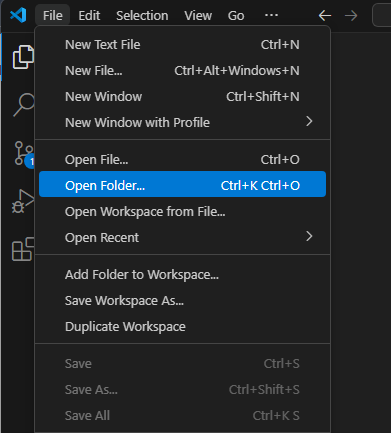 File Edit Selection View Go ···
New Text File Ctrl+N
New File... Ctrl+Alt+Windows+N
New Window Ctrl+Shift+N
New Window with Profile
Open File... Ctrl+O
Open Folder... Ctrl+K Ctrl+O
Open Workspace from File...
Open Recent
Add Folder to Workspace...
Save Workspace As...
Duplicate Workspace
Save Ctrl+S
Save As... Ctrl+Shift+S
Save All Ctrl+K S
1